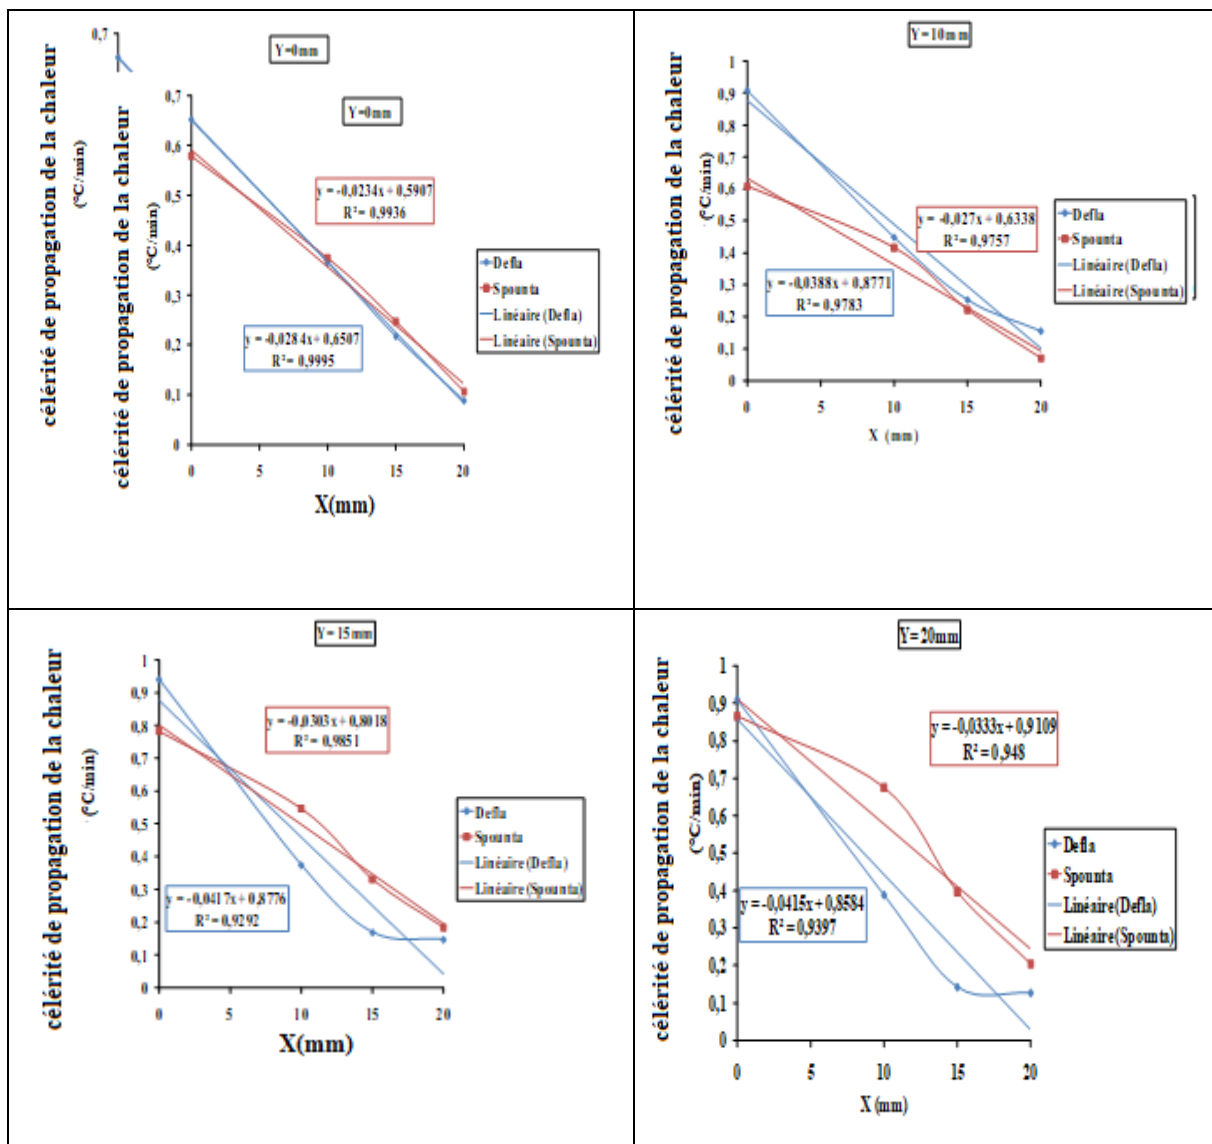 célérité de propagation de la chaleur
(°C/min)
0,7
Y=0mm
célérité de propagation de la chaleur
(°C/min)
Y=0mm
0,7
0,6
0,5
0,4
0,3
0,2
0,1
0
y = -0,0234x + 0,5907
R² = 0,9936
y = -0,0284x + 0,6507
R² = 0,9995
0 5 10 15 20
X(mm)
Defla
Spounta
Linéaire (Defla)
Linéaire (Spounta)
Y= 10mm
célérité de propagation de la chaleur
(°C/min)
1
0,9
0,8
0,7
0,6
0,5
0,4
0,3
0,2
0,1
0
y = -0,027x + 0,6338
R² = 0,9757
y = -0,0388x + 0,8771
R² = 0,9783
0 5 10 15 20
X (mm)
Defla
Spounta
Linéaire (Defla)
Linéaire (Spounta)
Y= 15mm
célérité de propagation de la chaleur
(°C/min)
1
0,9
0,8
0,7
0,6
0,5
0,4
0,3
0,2
0,1
0
y = -0,0303x + 0,8018
R² = 0,9851
y = -0,0417x + 0,8776
R² = 0,9292
0 5 10 15 20
X(mm)
Defla
Spounta
Linéaire (Defla)
Linéaire (Spounta)
Y= 20mm
célérité de propagation de la chaleur
(°C/min)
1
0,9
0,8
0,7
0,6
0,5
0,4
0,3
0,2
0,1
0
y = -0,0333x + 0,9109
R² = 0,948
y = -0,0415x + 0,8584
R² = 0,9397
0 5 10 15 20
X (mm)
Defla
Spounta
Linéaire (Defla)
Linéaire (Spounta)